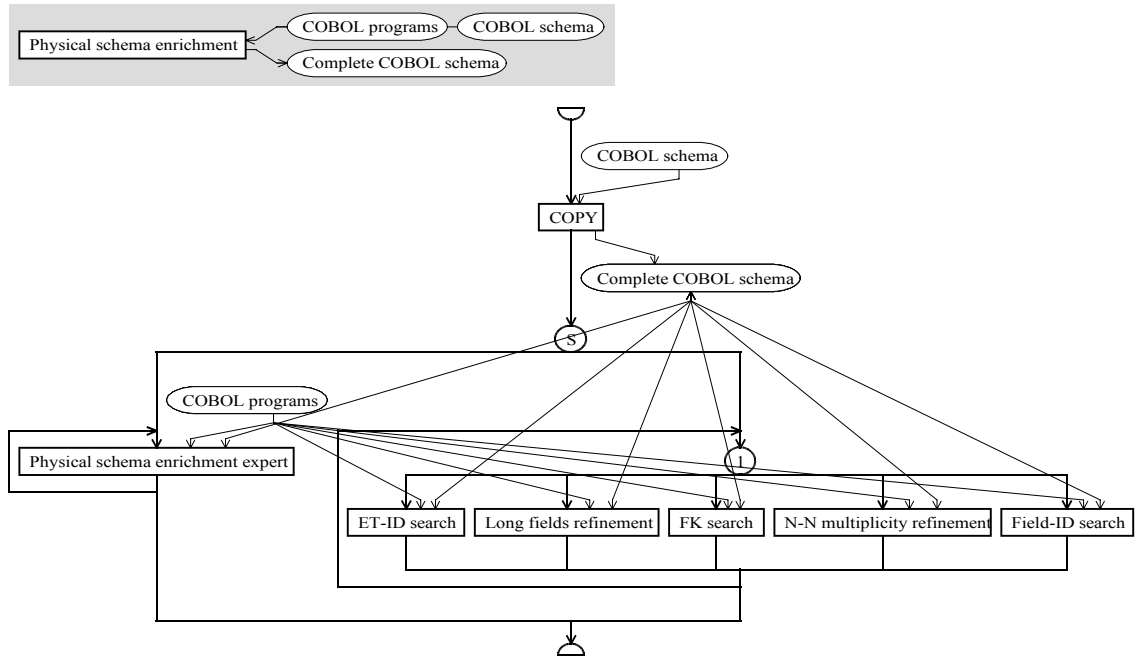 COBOL programs
COBOL schema
Physical schema enrichment
Complete COBOL schema
COBOL schema
COPY
Complete COBOL schema
S
COBOL programs
Physical schema enrichment expert
1
ET-ID search
Long fields refinement
FK search
N-N multiplicity refinement
Field-ID search